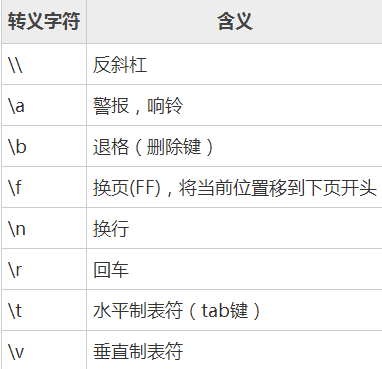 转义字符 含义
\\ 反斜杠
\a 警报，响铃
\b 退格（删除键）
\f 换页(FF)，将当前位置移到下页开头
\n 换行
\r 回车
\t 水平制表符（tab键）
\v 垂直制表符